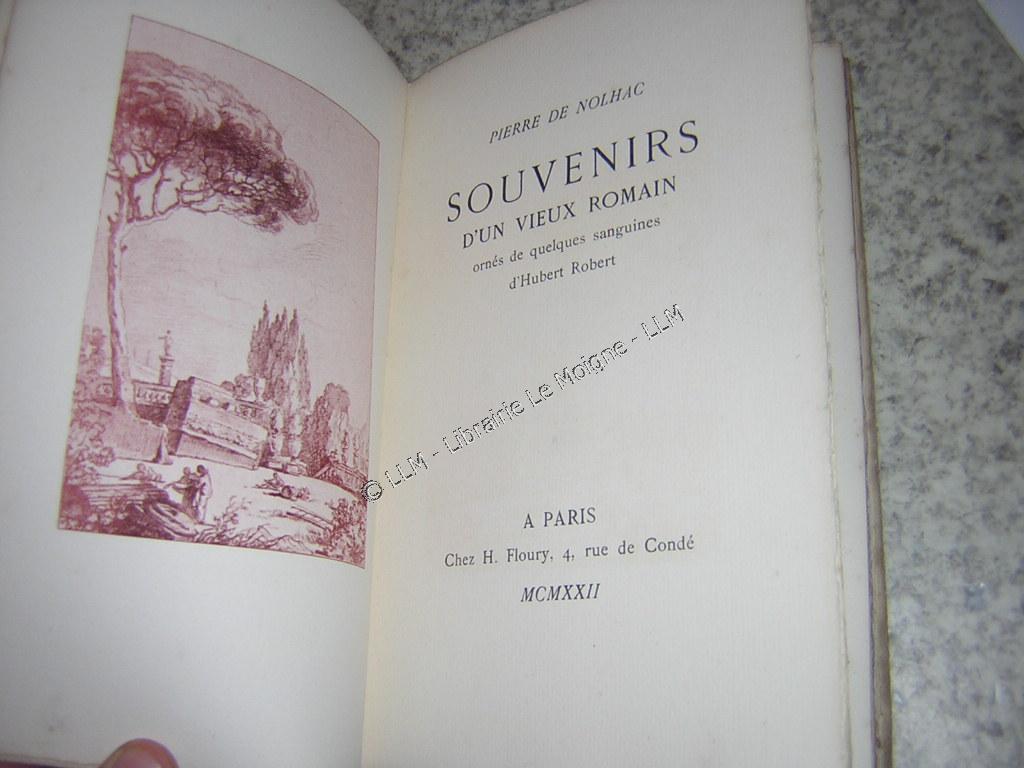 PIERRE DE NOLHAC
SOUVENIRS
D'UN VIEUX ROMAIN
ornés de quelques sanguines
d'Hubert Robert
© LLM - Librairie Le Moigne - LLM
A PARIS
Chez H. Floury, 4, rue de Condé
MCMXXII